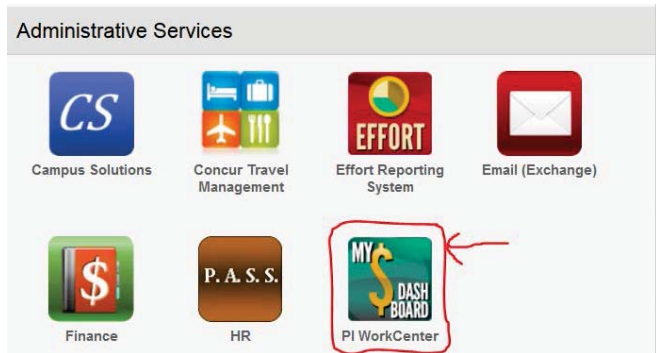 Administrative Services
CS
EFFORT
Campus Solutions
Concur Travel
Management
Effort Reporting
System
Email (Exchange)
$
P. A. S. S.
MY
$
DASH
BOARD
Finance
HR
PI WorkCenter